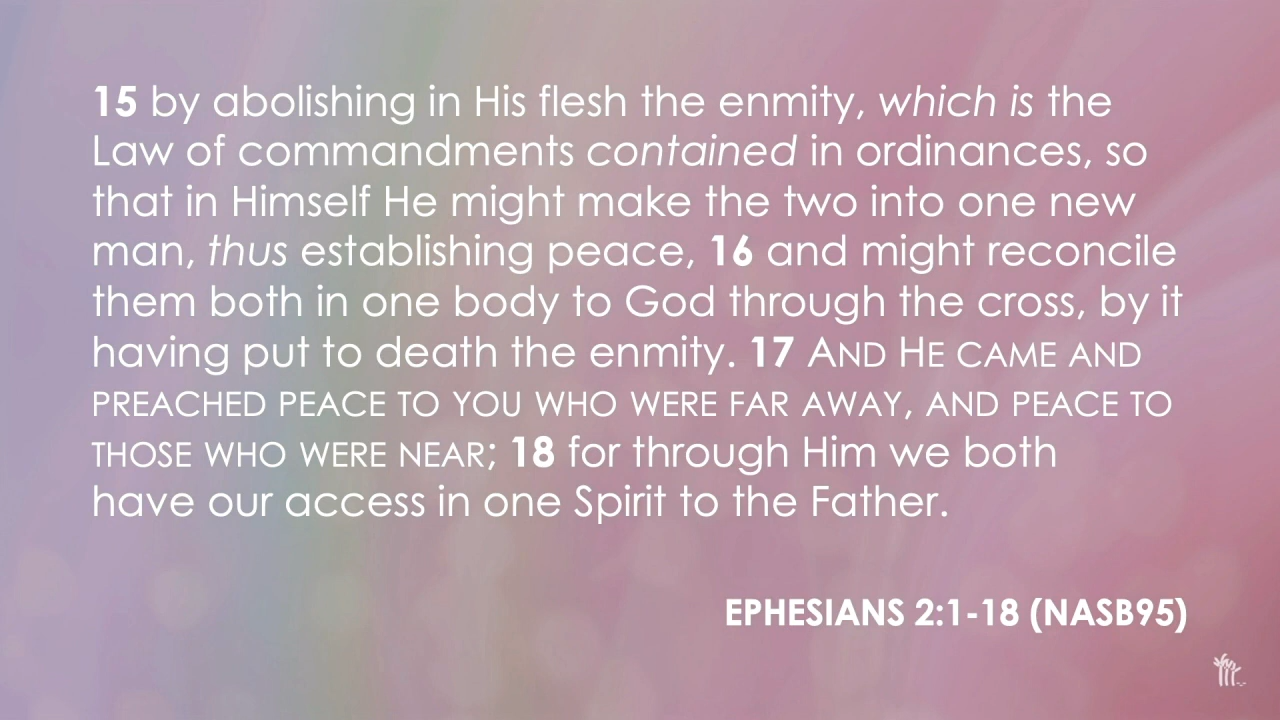 15 by abolishing in His flesh the enmity, which is the
Law of commandments contained in ordinances, so
that in Himself He might make the two into one new
man, thus establishing peace, 16 and might reconcile
them both in one body to God through the cross, by it
having put to death the enmity. 17 AND HE CAME AND
PREACHED PEACE TO YOU WHO WERE FAR AWAY, AND PEACE TO
THOSE WHO WERE NEAR; 18 for through Him we both
have our access in one Spirit to the Father.
EPHESIANS 2:1-18 (NASB95)